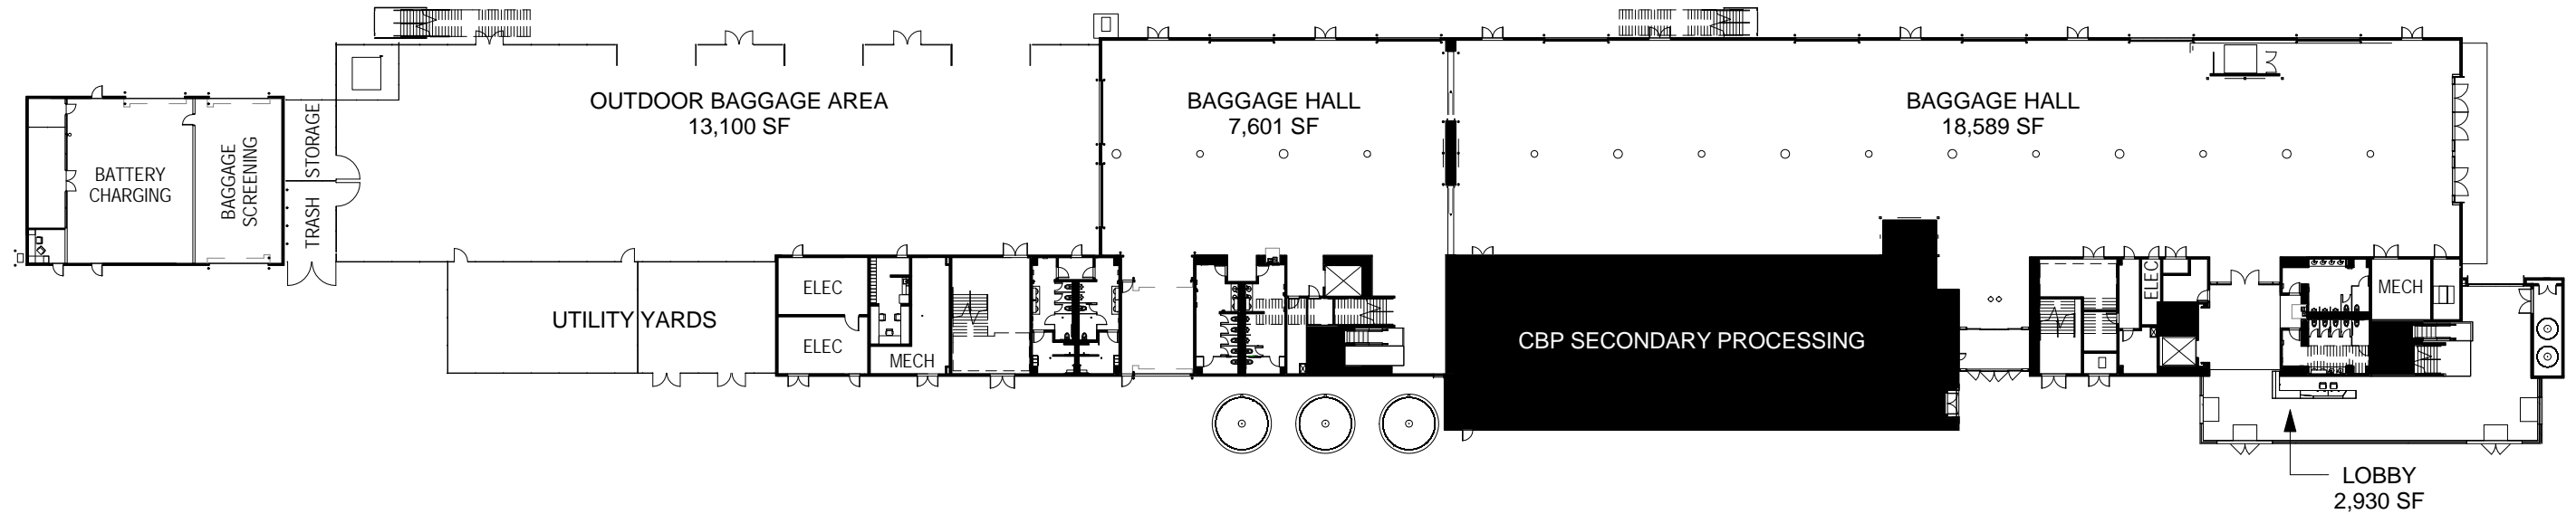 OUTDOOR BAGGAGE AREA
13,100 SF
BAGGAGE HALL
7,601 SF
BAGGAGE HALL
18,589 SF
BATTERY
CHARGING
BAGGAGE
SCREENING
STORAGE
TRASH
UTILITY YARDS
ELEC
ELEC
MECH
CBP SECONDARY PROCESSING
ELEC
MECH
LOBBY
2,930 SF